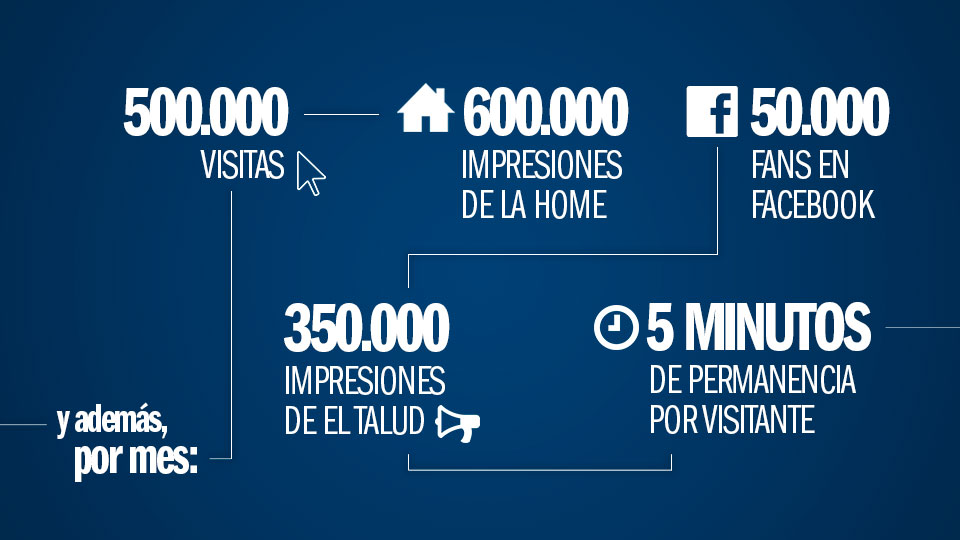 500.000
VISITAS
600.000
IMPRESIONES
DE LA HOME
f 50.000
FANS EN
FACEBOOK
350.000
IMPRESIONES
DE EL TALUD
5 MINUTOS
DE PERMANENCIA
POR VISITANTE
y además,
por mes: